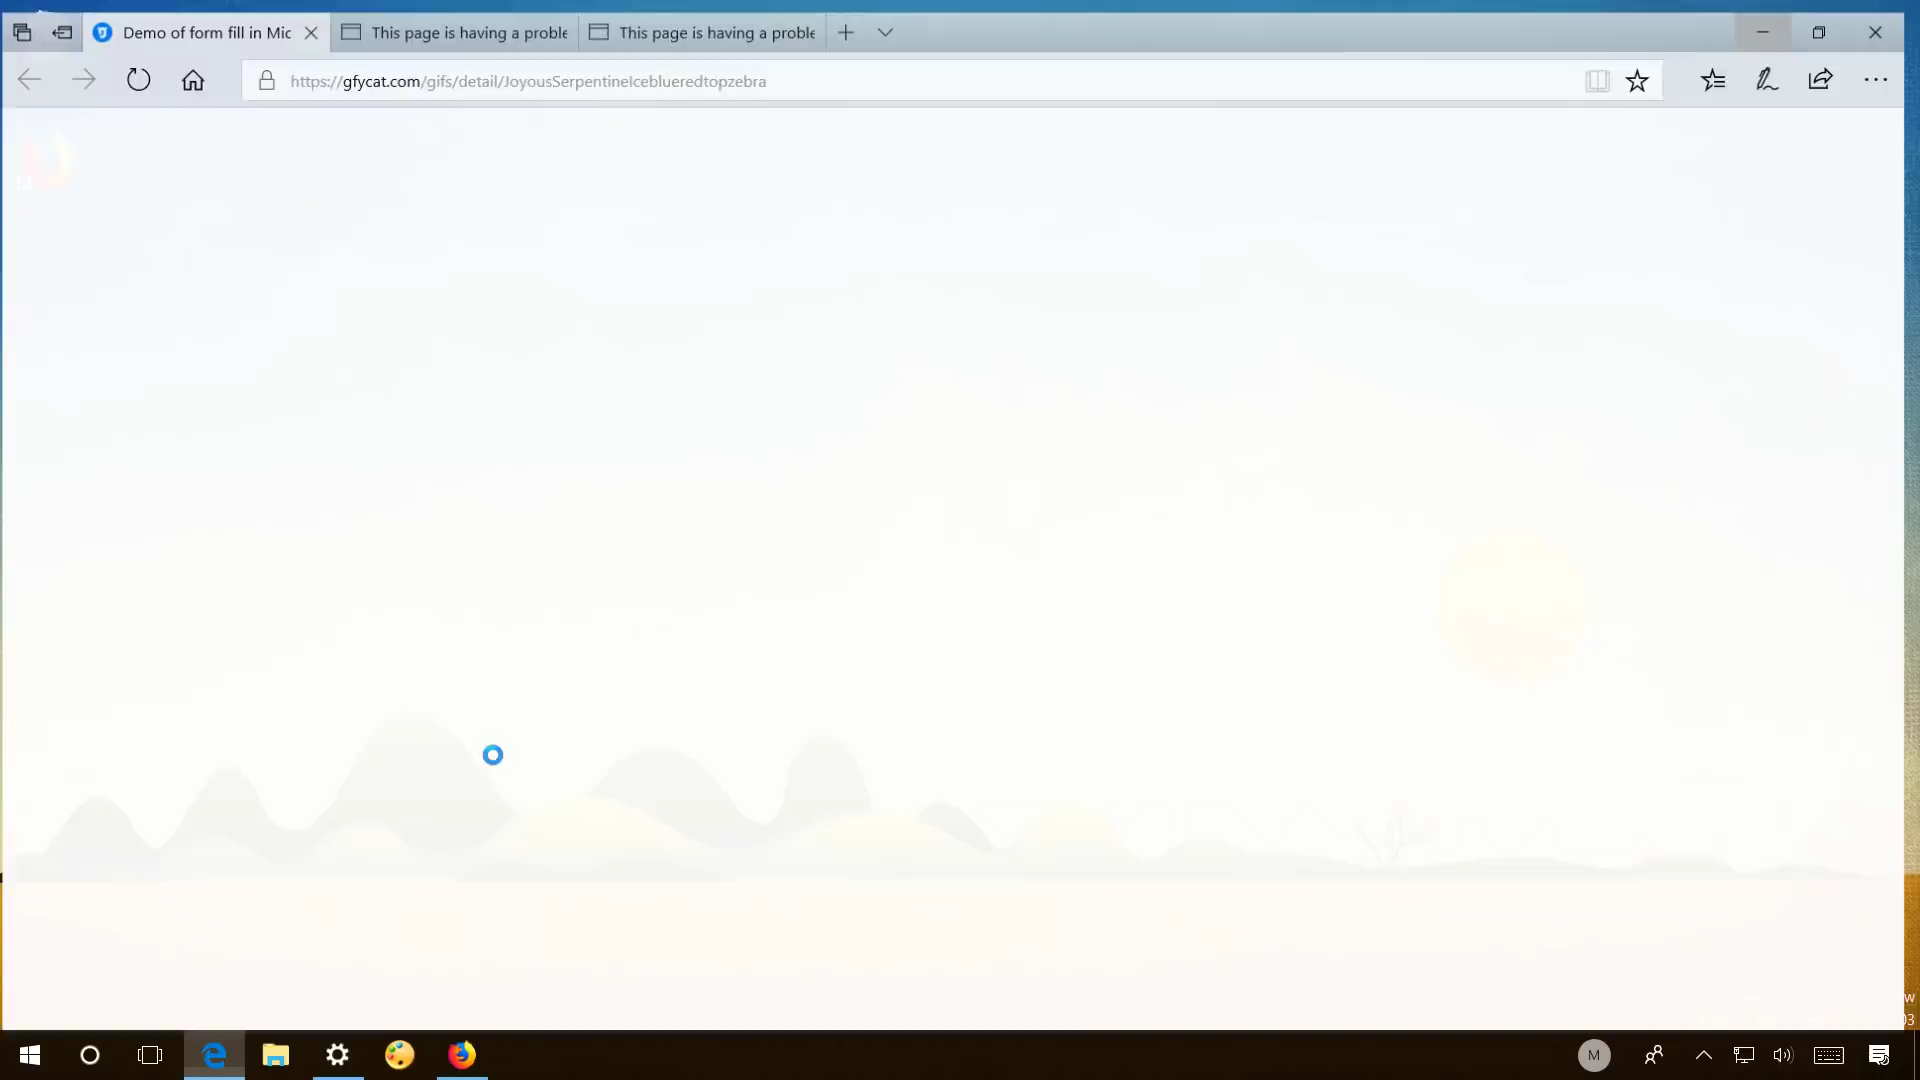 Demo of form fill in Mic
This page is having a proble
This page is having a proble
https://gfycat.com/gifs/detail/JoyousSerpentineIceblueredtopzebra
w
03
M